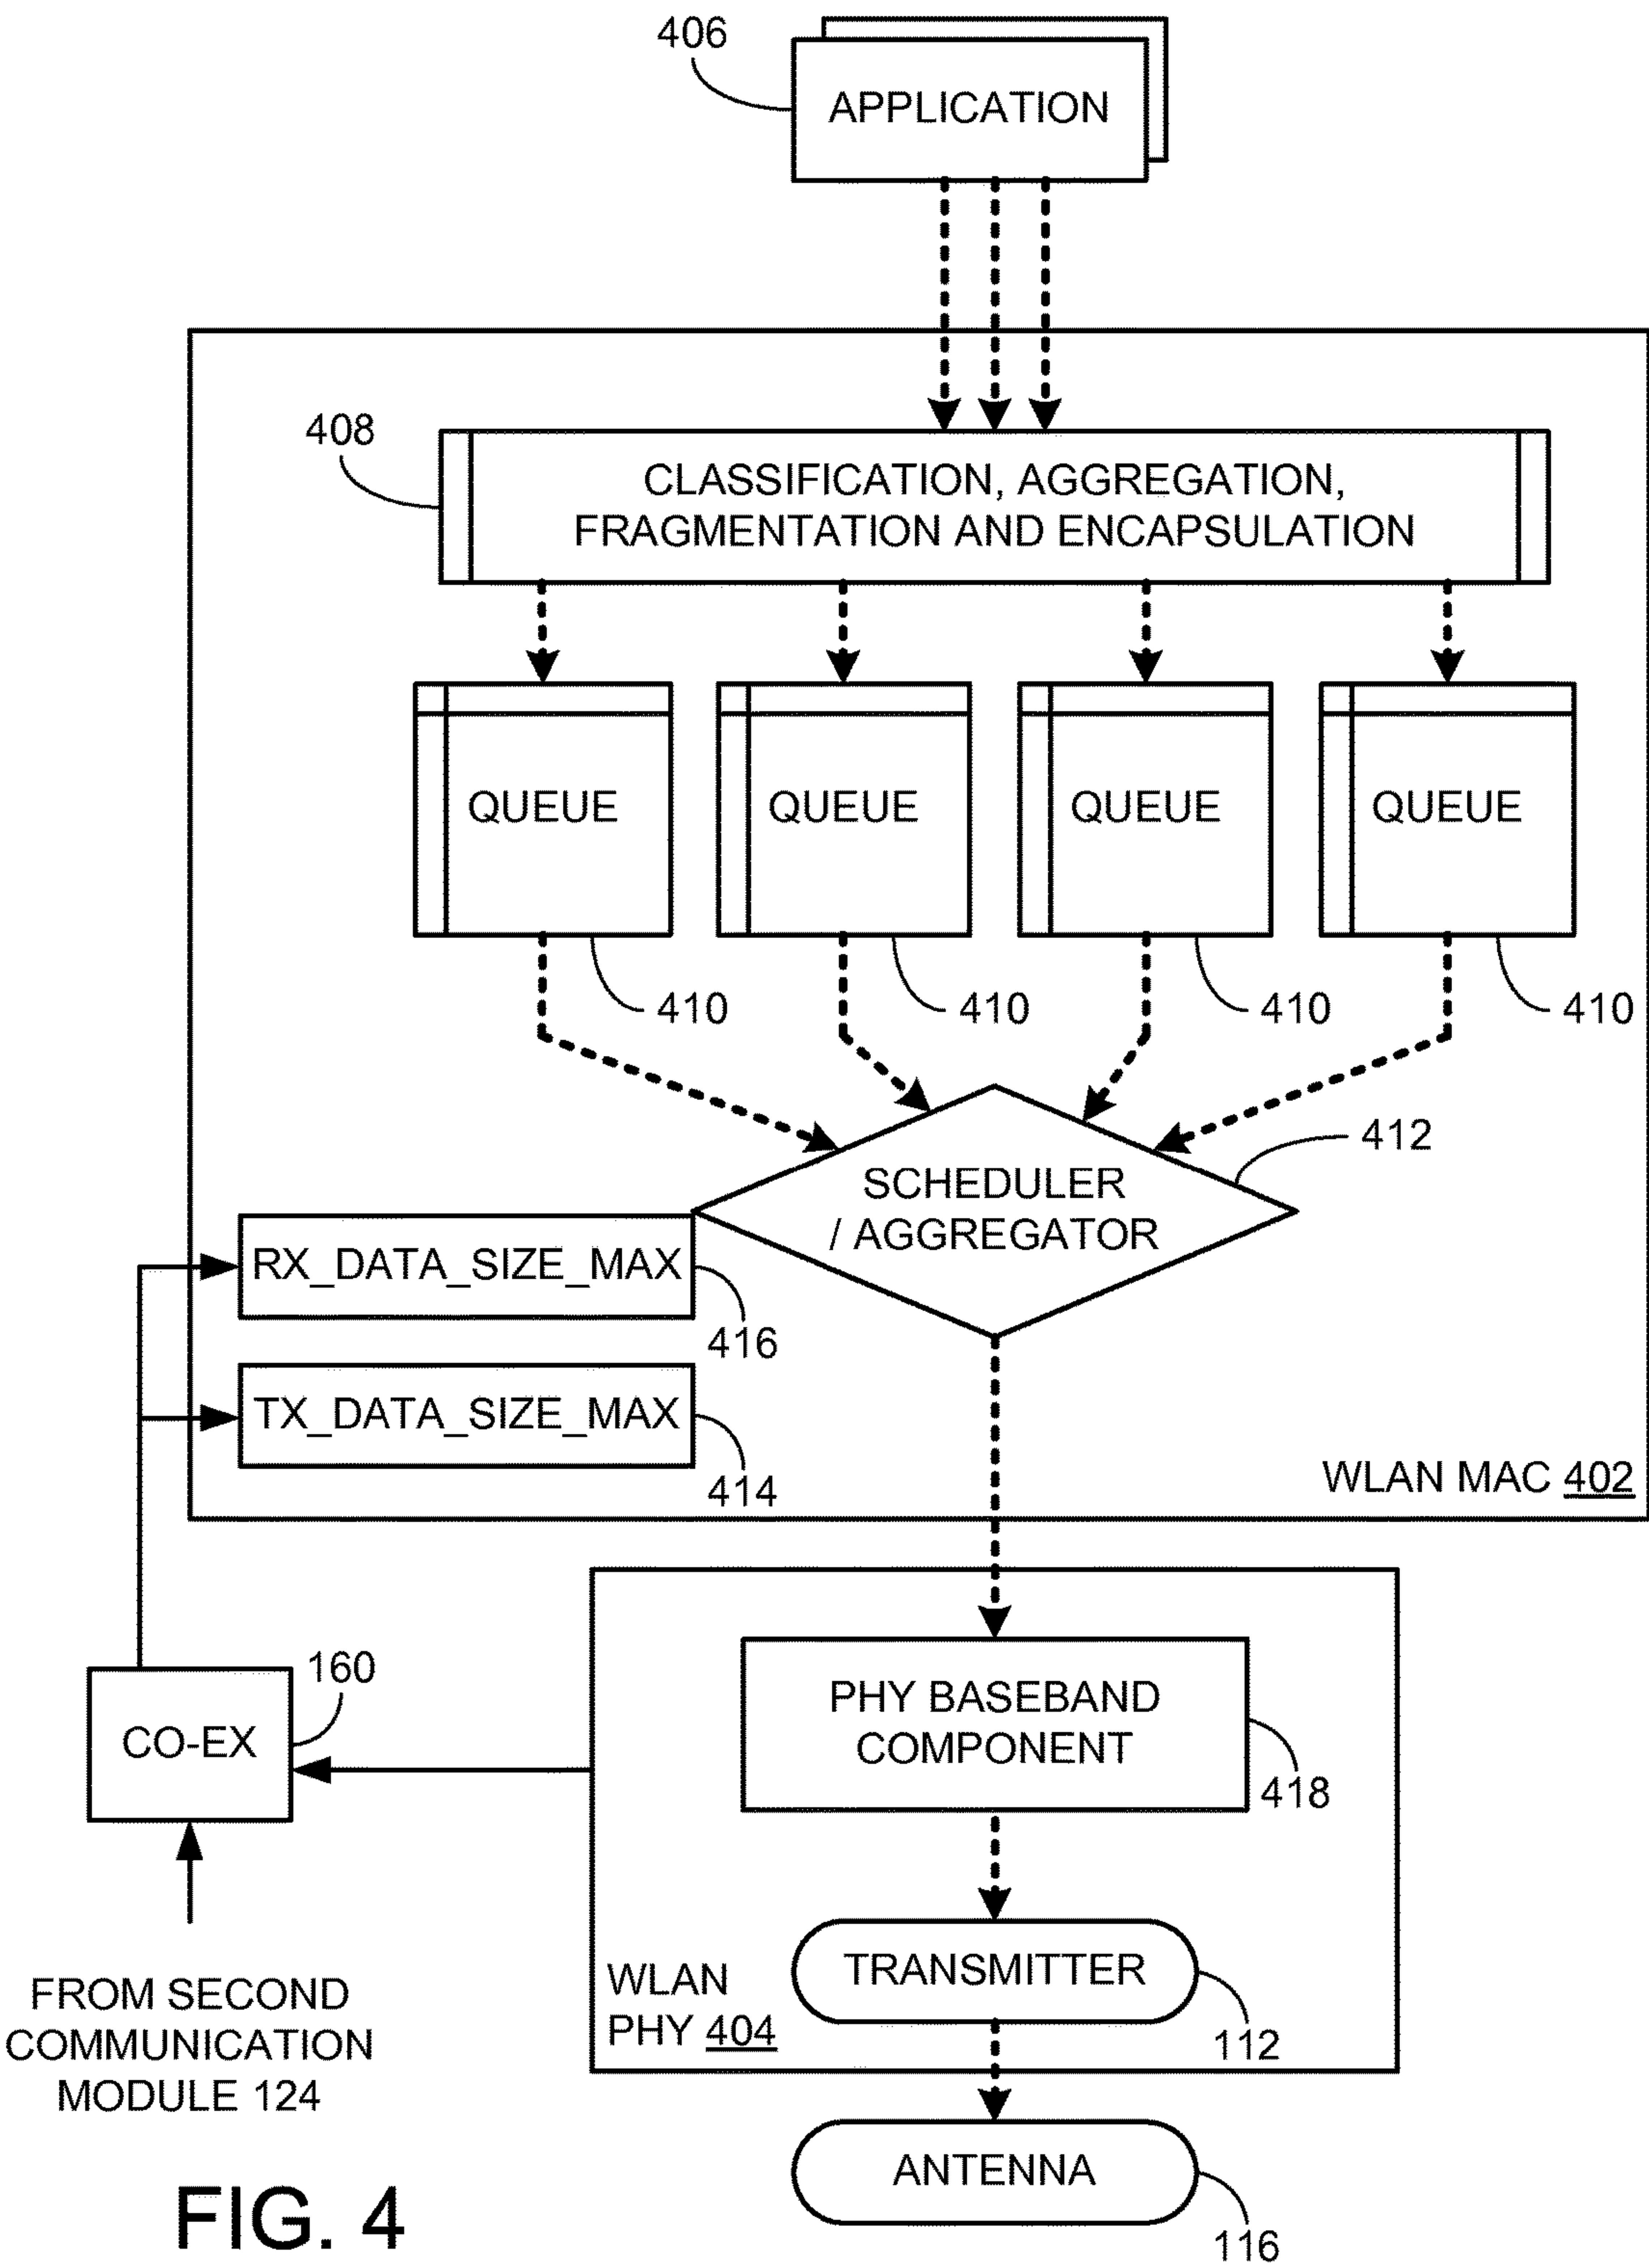 406
APPLICATION
408
CLASSIFICATION, AGGREGATION,
FRAGMENTATION AND ENCAPSULATION
QUEUE QUEUE QUEUE QUEUE
410 410 410 410
412
SCHEDULER
/ AGGREGATOR
RX_DATA_SIZE_MAX
416
TX_DATA_SIZE_MAX
414
WLAN MAC 402
160
CO-EX
PHY BASEBAND
COMPONENT
418
TRANSMITTER
WLAN
PHY 404
112
FROM SECOND
COMMUNICATION
MODULE 124
ANTENNA
116
FIG. 4